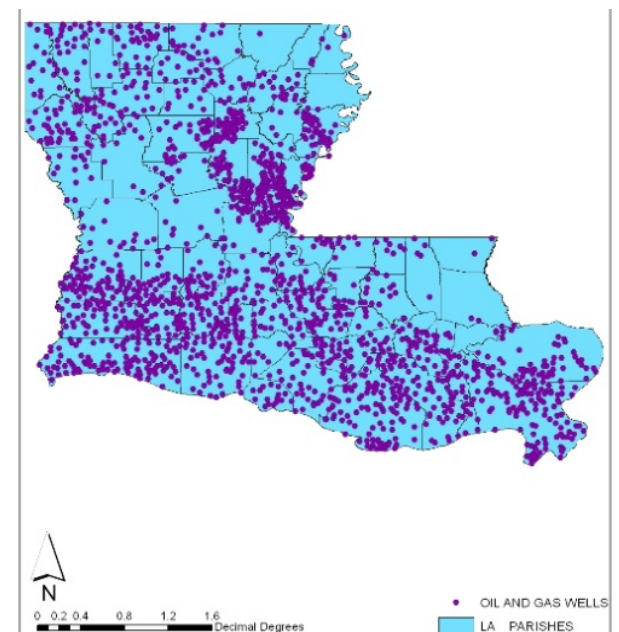 N
0 0.2 0.4 0.8 1.2 1.6
Decimal Degrees
OIL AND GAS WELLS
LA PARISHES